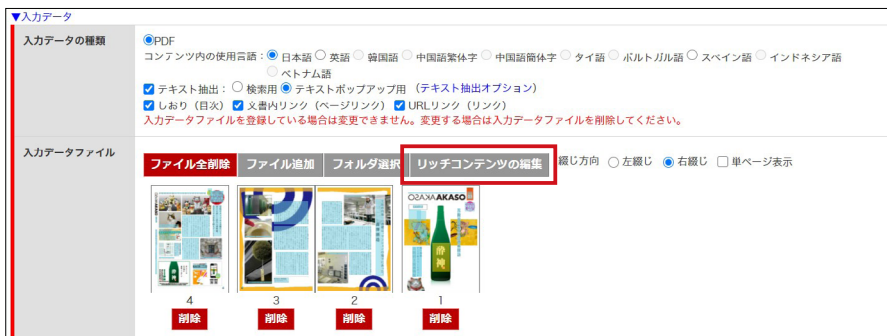 ▼入力データ
入力データの種類
PDF
コンテンツ内の使用言語：日本語 英語 韓国語 中国語繁体字 中国語簡体字 タイ語 ポルトガル語 スペイン語 インドネシア語
ベトナム語
テキスト抽出：検索用 テキストポップアップ用 （テキスト抽出オプション）
しおり（目次） 文書内リンク（ページリンク） URLリンク（リンク）
入力データファイルを登録している場合は変更できません。変更する場合は入力データファイルを削除してください。
入力データファイル
ファイル全削除 ファイル追加 フォルダ選択 リッチコンテンツの編集 綴じ方向 左綴じ 右綴じ 単ページ表示
AKASO
4 3 2 1
削除 削除 削除 削除